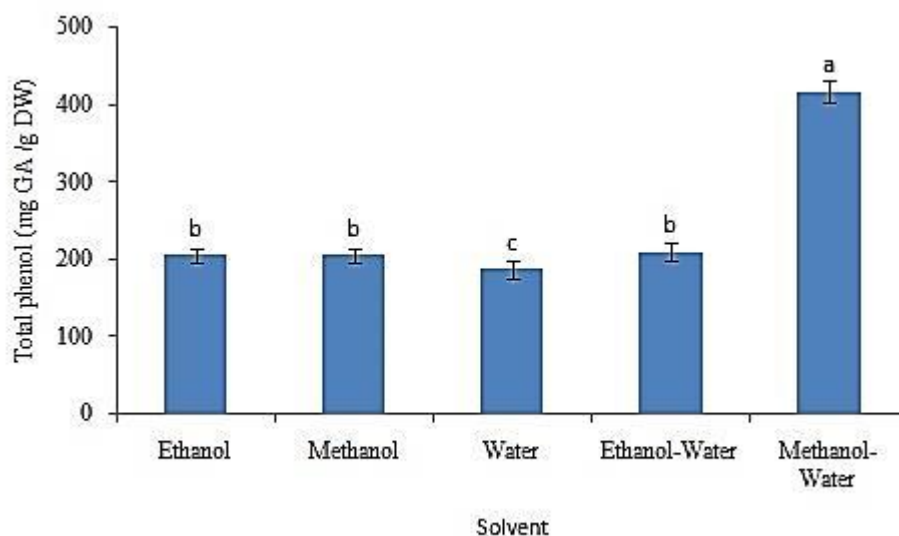 Total phenol (mg GA /g DW)
500
400
300
200
100
0
b
b
c
b
a
Ethanol
Methanol
Water
Ethanol-Water
Methanol-
Water
Solvent